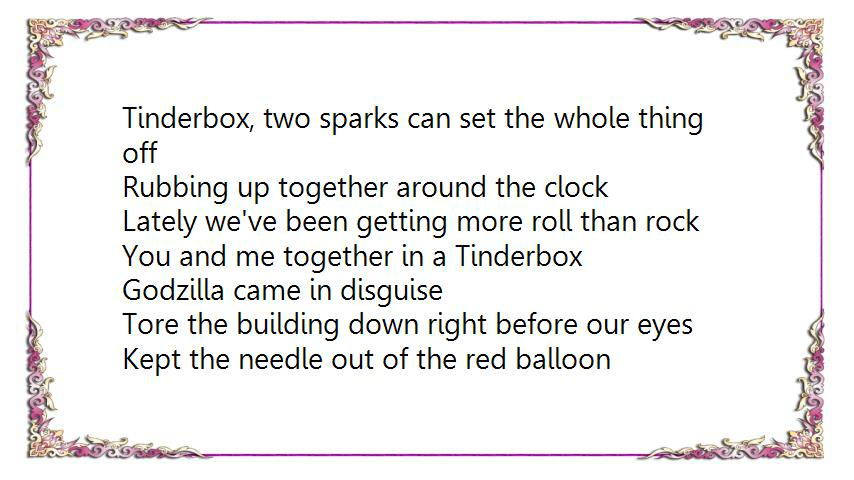 Tinderbox, two sparks can set the whole thing
off
Rubbing up together around the clock
Lately we've been getting more roll than rock
You and me together in a Tinderbox
Godzilla came in disguise
Tore the building down right before our eyes
Kept the needle out of the red balloon